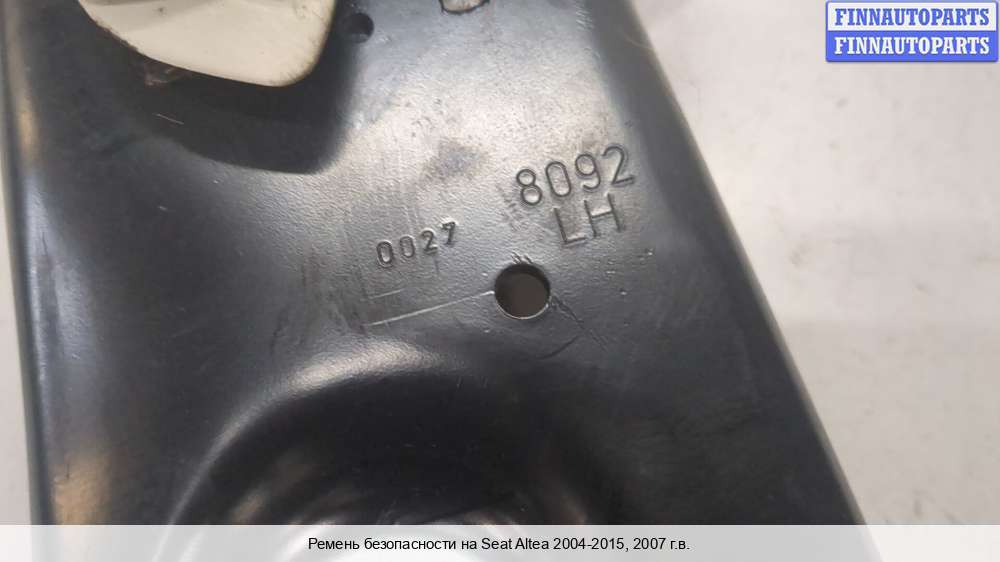 FINNAUTOPARTS
FINNAUTOPARTS
8092
LH
0027
Ремень безопасности на Seat Altea 2004-2015, 2007 г.в.